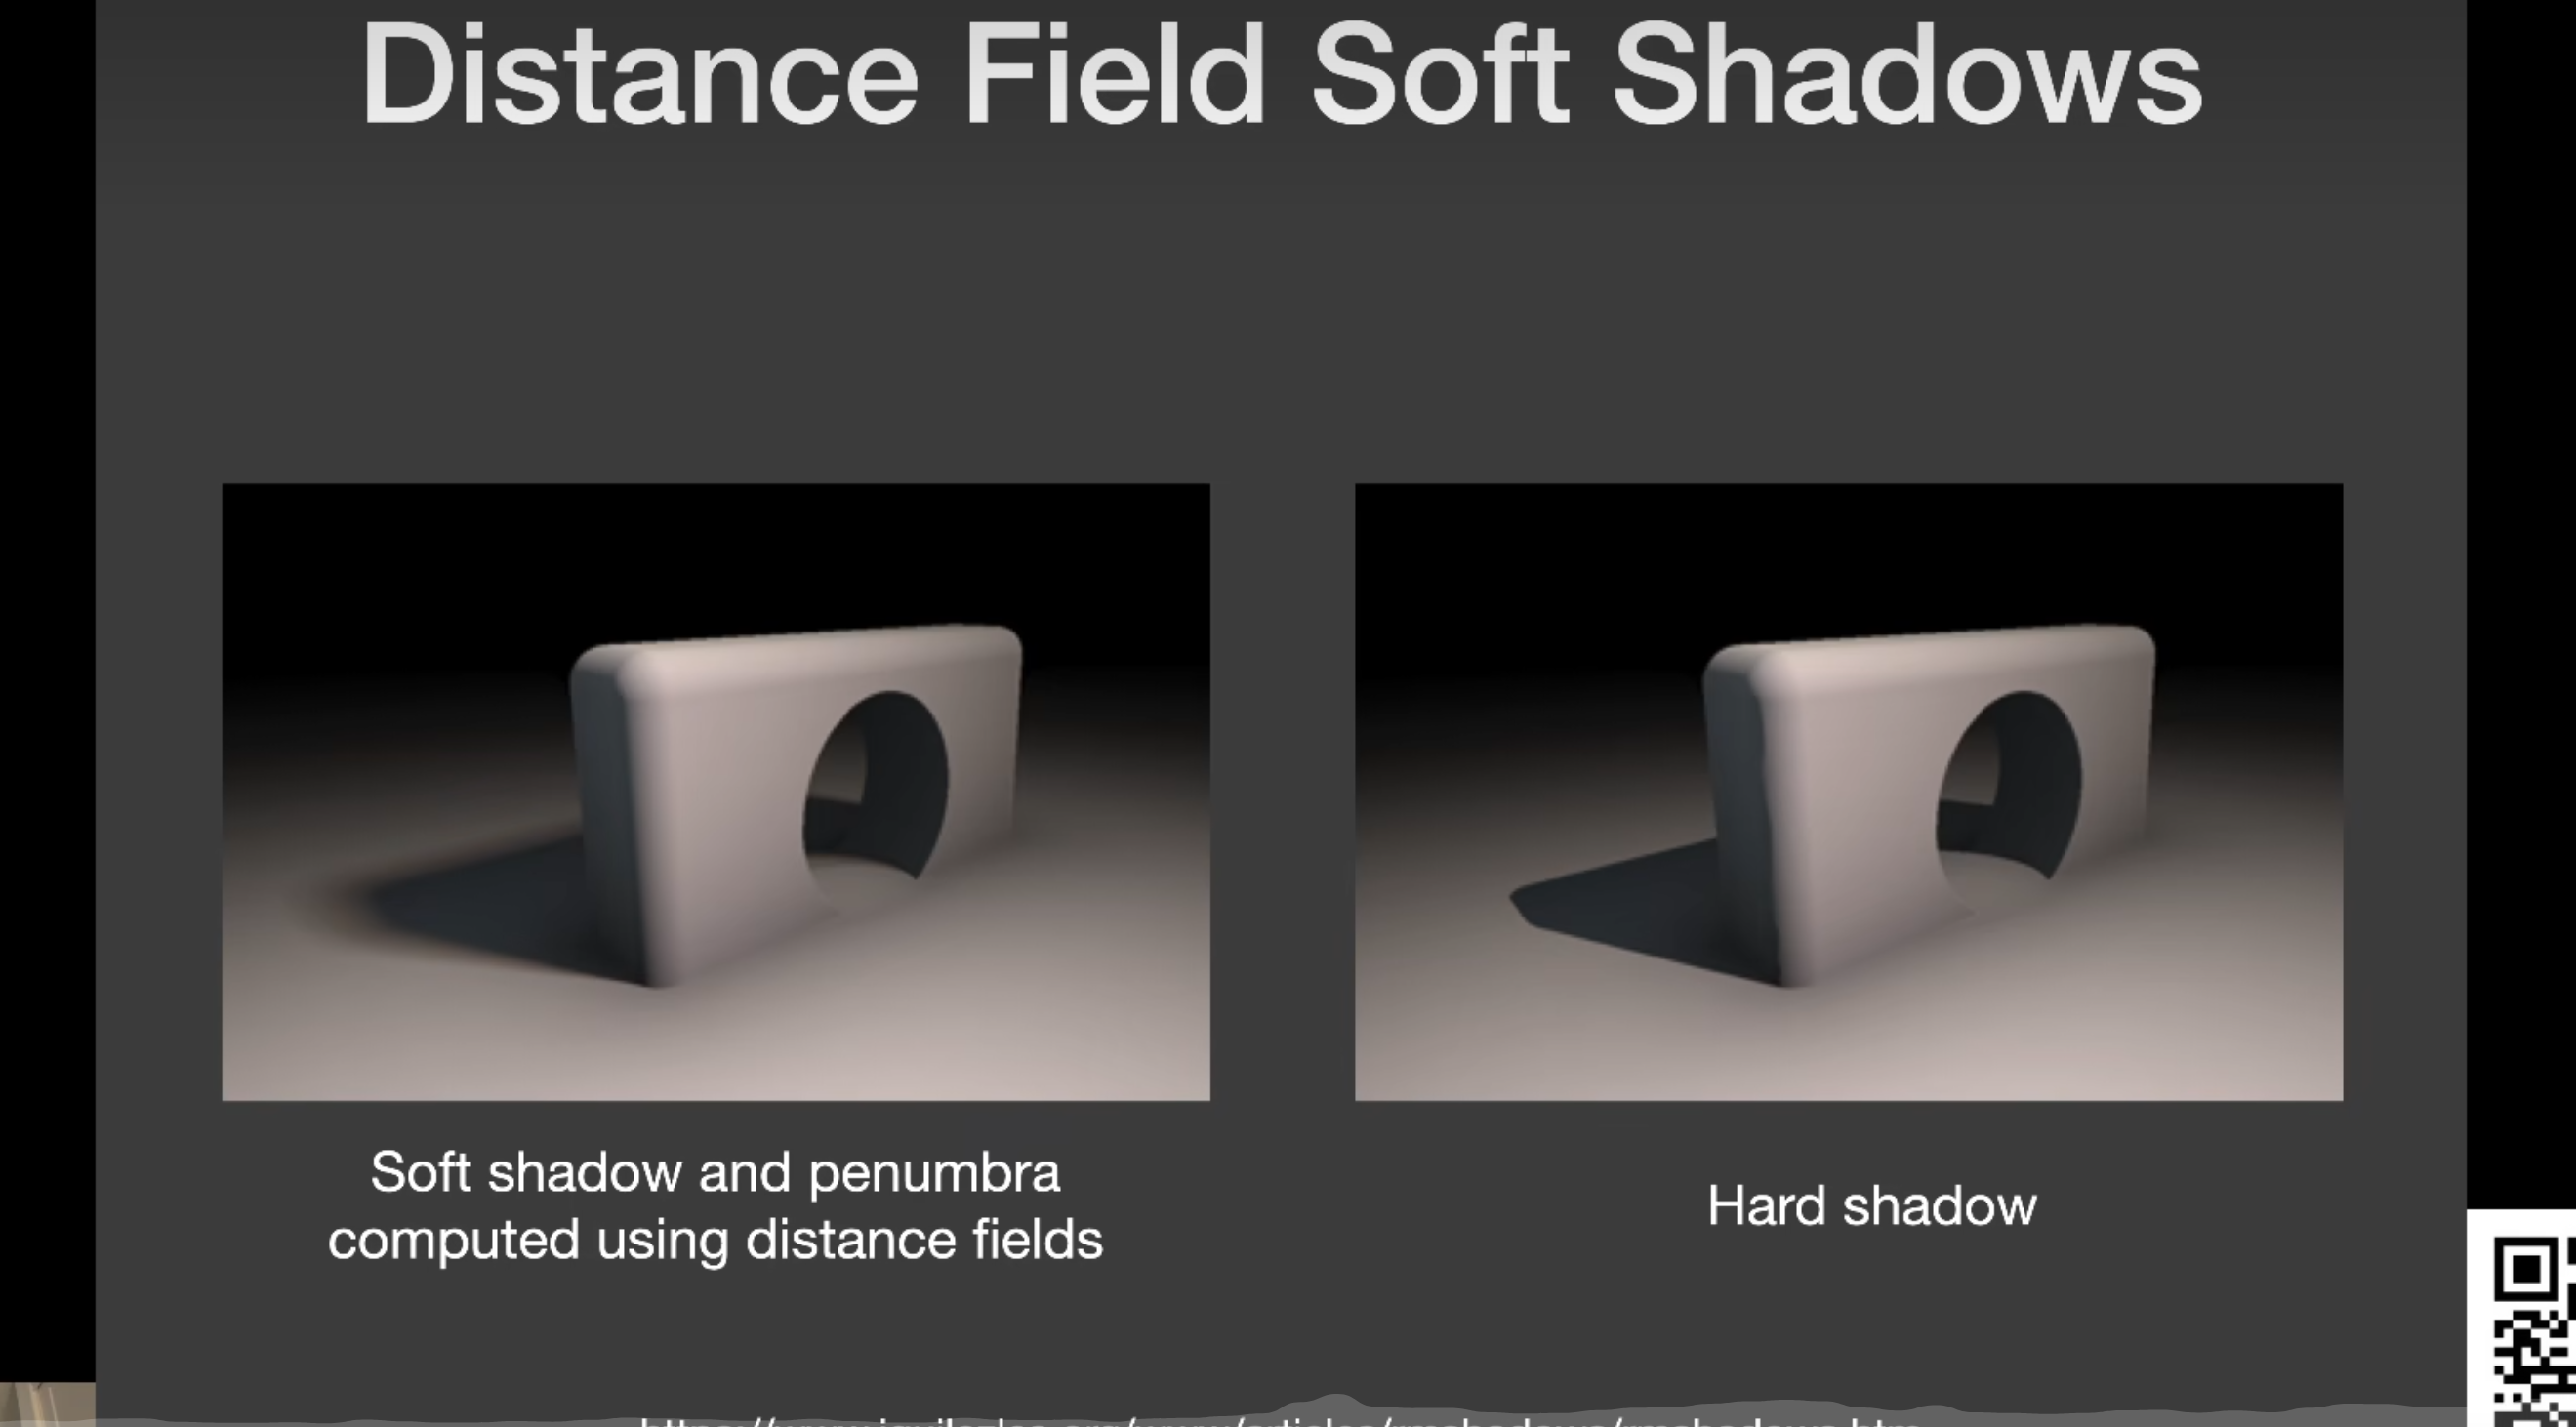 Distance Field Soft Shadows
Soft shadow and penumbra
computed using distance fields
Hard shadow